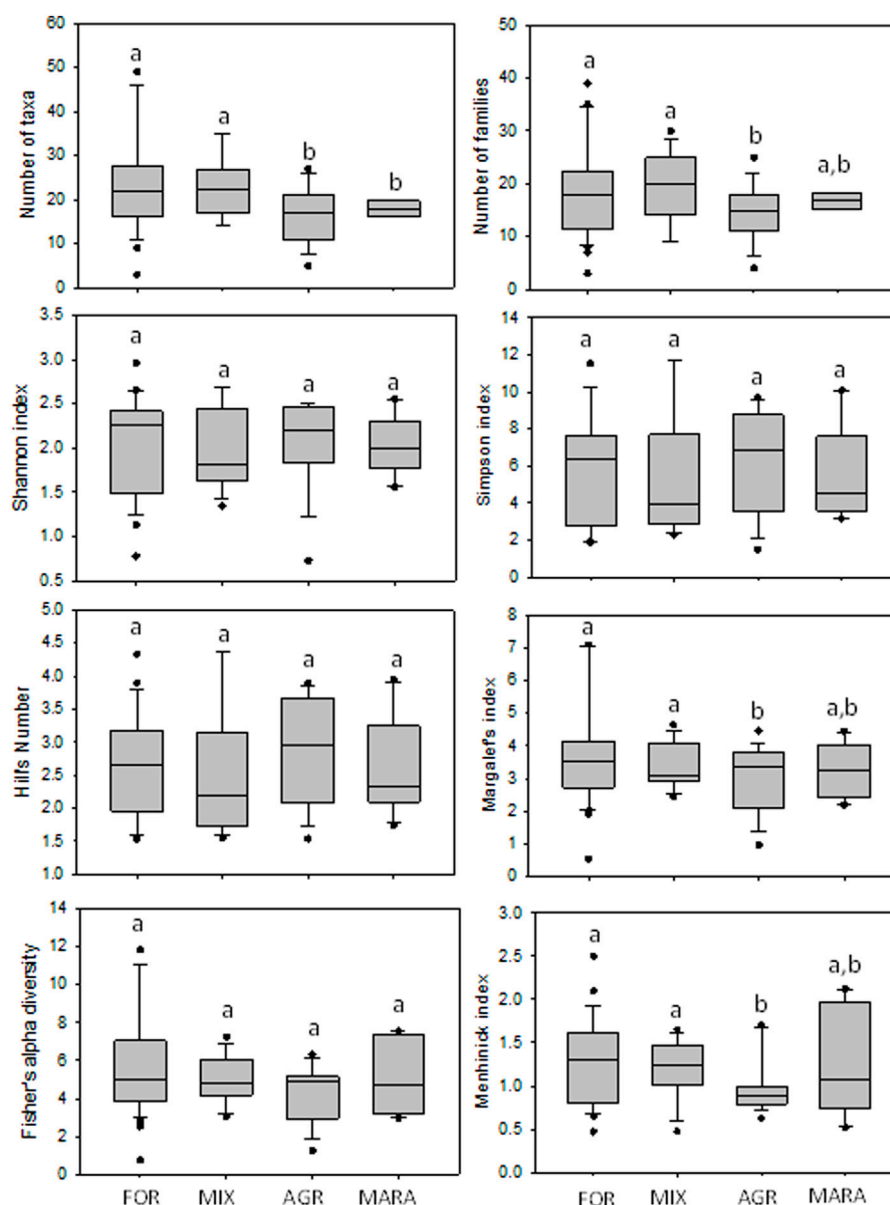 Number of taxa
60
50
40
30
20
10
0
a
a
b
b
Number of families
50
40
30
20
10
0
a
a
b
a,b
Shannon index
3.5
3.0
2.5
2.0
1.5
1.0
0.5
a
a
a
a
Simpson index
14
12
10
8
6
4
2
0
a
a
a
a
Hill's Number
5.0
4.5
4.0
3.5
3.0
2.5
2.0
1.5
1.0
a
a
a
a
Margalef's index
8
7
6
5
4
3
2
1
0
a
a
b
a,b
Fisher's alpha diversity
14
12
10
8
6
4
2
0
a
a
a
a
FOR MIX AGR MARA
Menhinick index
3.0
2.5
2.0
1.5
1.0
0.5
0.0
a
a
b
a,b
FOR MIX AGR MARA